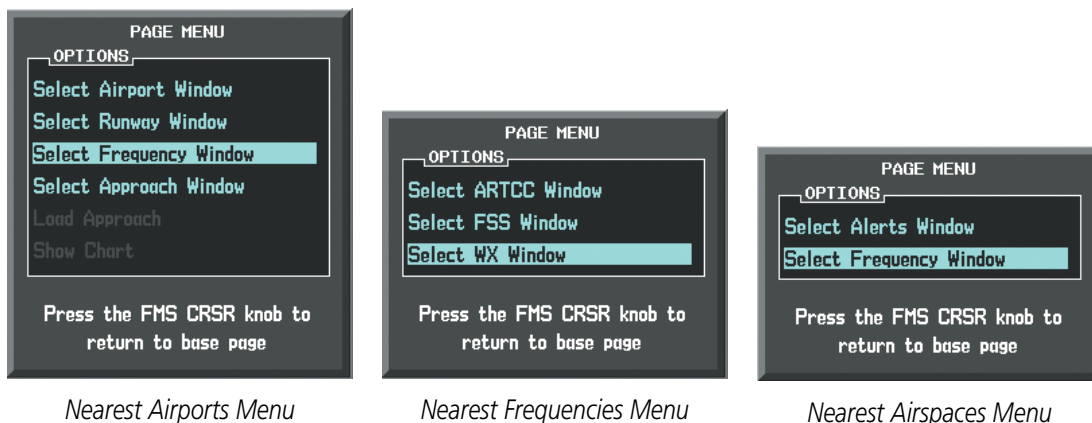 PAGE MENU
OPTIONS
Select Airport Window
Select Runway Window
Select Frequency Window
Select Approach Window
Load Approach
Show Chart
Press the FMS CRSR knob to
return to base page
Nearest Airports Menu
PAGE MENU
OPTIONS
Select ARTCC Window
Select FSS Window
Select WX Window
Press the FMS CRSR knob to
return to base page
Nearest Frequencies Menu
PAGE MENU
OPTIONS
Select Alerts Window
Select Frequency Window
Press the FMS CRSR knob to
return to base page
Nearest Airspaces Menu